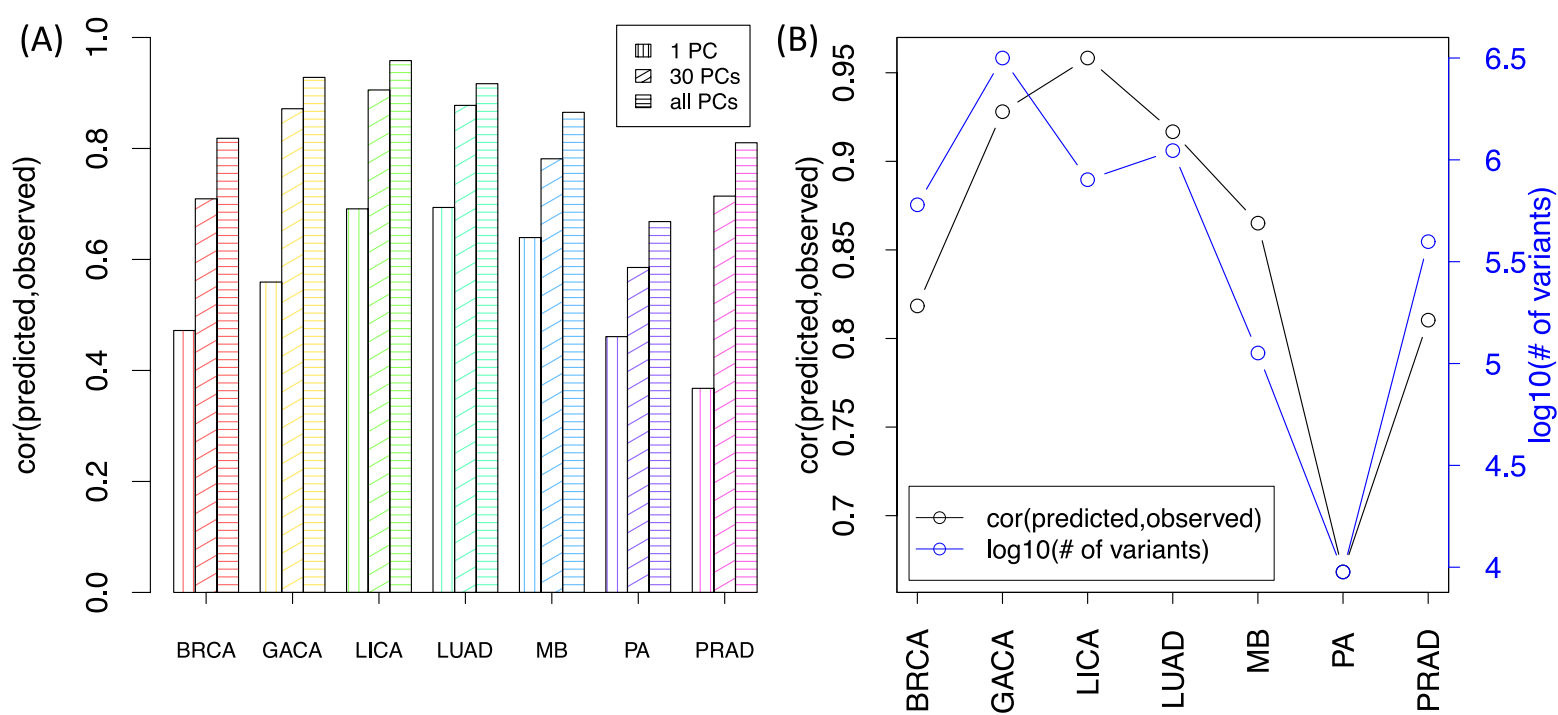 (A)
cor(predicted,observed)
0.0
0.2
0.4
0.6
0.8
1.0
1 PC
30 PCs
all PCs
BRCA GACA LICA LUAD MB PA PRAD
(B)
cor(predicted,observed)
0.7
0.75
0.8
0.85
0.9
0.95
cor(predicted,observed)
log10(# of variants)
BRCA
GACA
LICA
LUAD
MB
PA
PRAD
4
4.5
5
5.5
6
6.5
log10(# of variants)